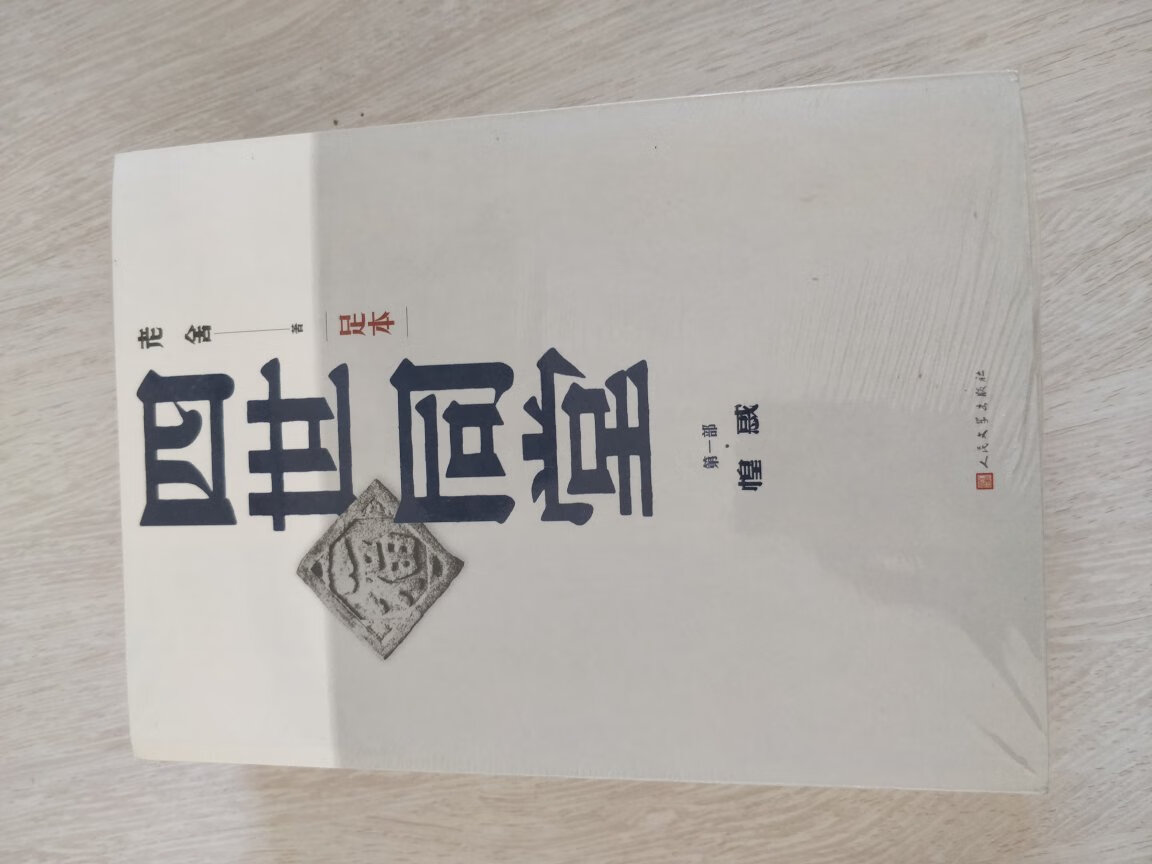 老舍
著
足本
四世同堂
第一部
惶·惑
人民文学出版社